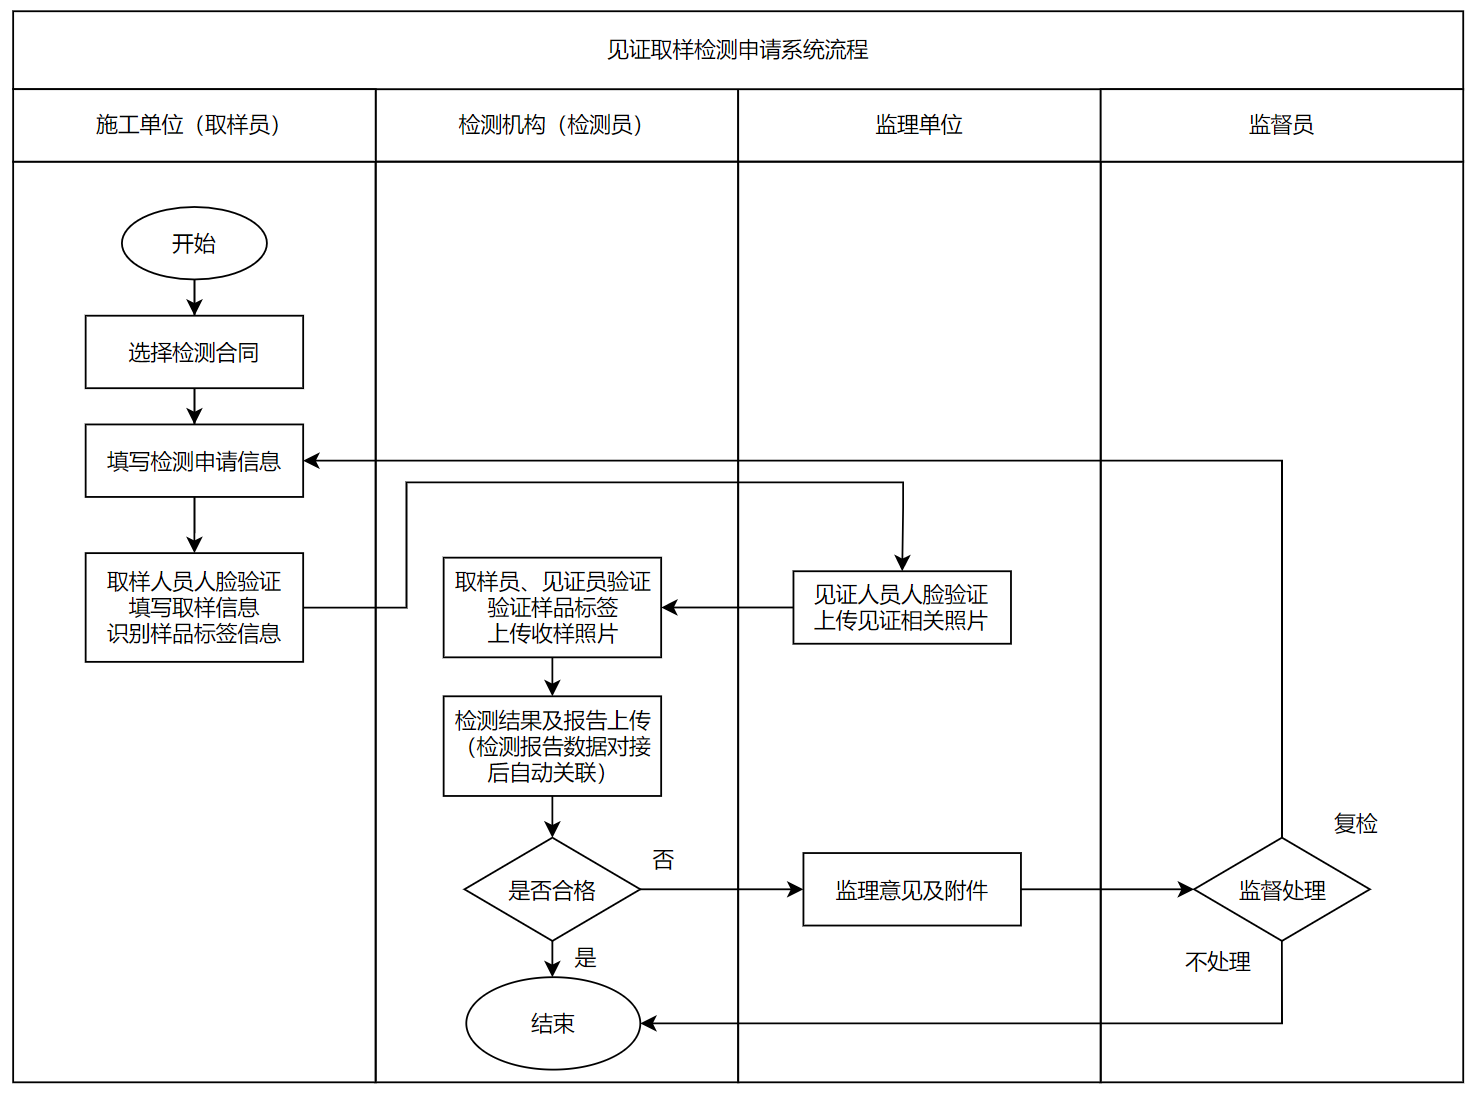 见证取样检测申请系统流程
施工单位（取样员）
检测机构（检测员）
监理单位
监督员
开始
选择检测合同
填写检测申请信息
取样人员人脸验证
填写取样信息
识别样品标签信息
见证人员人脸验证
上传见证相关照片
取样员、见证员验证
验证样品标签
上传收样照片
检测结果及报告上传
（检测报告数据对接
后自动关联）
是否合格
否
是
监理意见及附件
监督处理
复检
不处理
结束